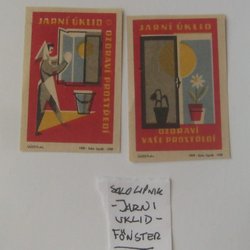 JARNÍ ÚKLID
OZDRAVÍ PROSTŘEDÍ
JARNÍ ÚKLID
OZDRAVÍ
VAŠE PROSTŘEDÍ
SOLO LIPNIK
-JARNI
UKLID-
FÖNSTER